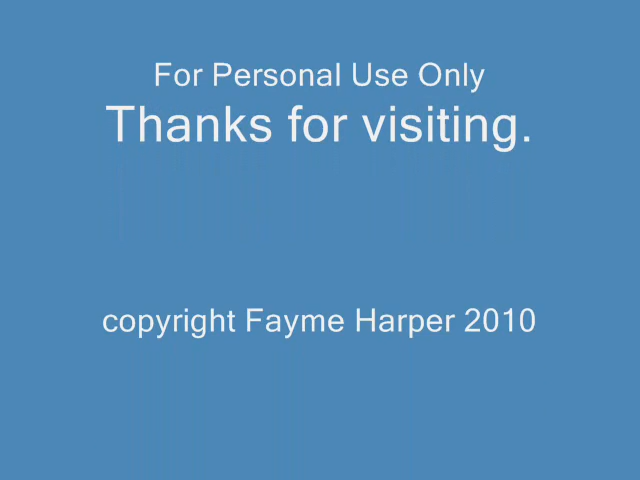 For Personal Use Only
Thanks for visiting.
copyright Fayme Harper 2010